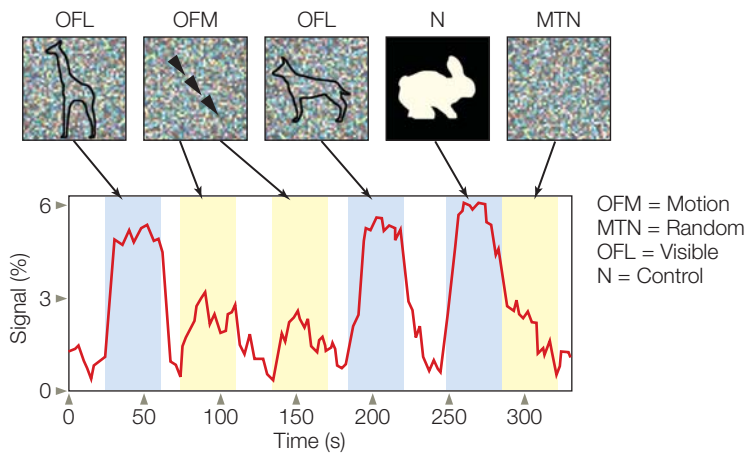 OFL OFM OFL N MTN
6
3
0
Signal (%)
0 50 100 150 200 250 300
Time (s)
OFM = Motion
MTN = Random
OFL = Visible
N = Control